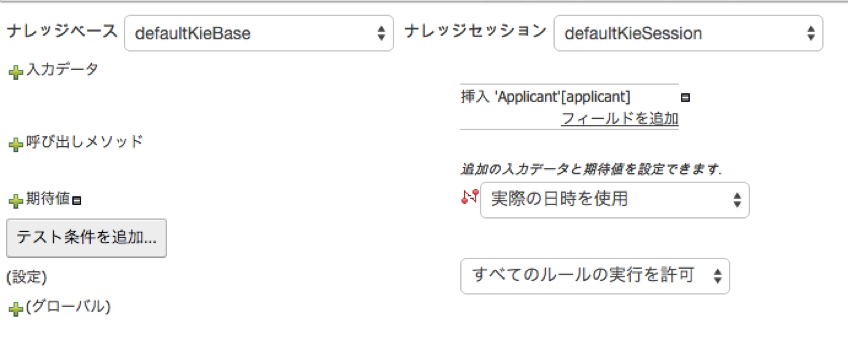 ナレッジベース defaultKieBase ナレッジセッション defaultKieSession
入力データ
挿入 'Applicant'[applicant]
フィールドを追加
呼び出しメソッド
追加の入力データと期待値を設定できます.
期待値 実際の日時を使用
テスト条件を追加...
(設定) すべてのルールの実行を許可
(グローバル)